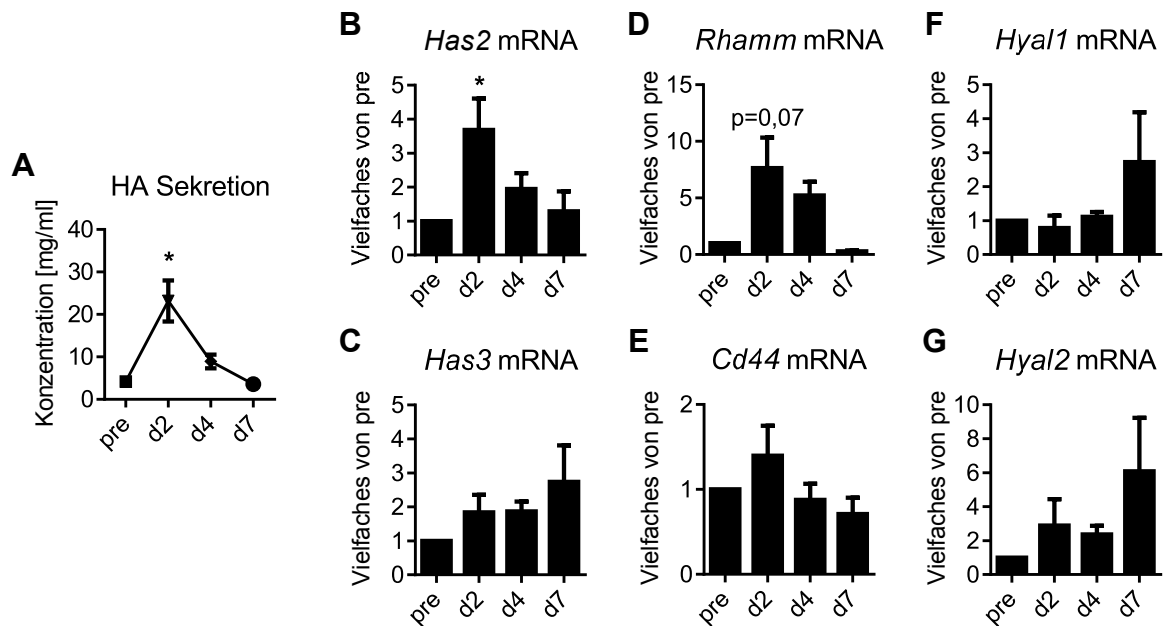 A
HA Sekretion
Konzentration [mg/ml]
40
30
20
10
0
*
pre
d2
d4
d7
B
Has2 mRNA
Vielfaches von pre
5
4
3
2
1
0
*
pre
d2
d4
d7
C
Has3 mRNA
Vielfaches von pre
5
4
3
2
1
0
pre
d2
d4
d7
D
Rhamm mRNA
Vielfaches von pre
15
10
5
0
p=0,07
pre
d2
d4
d7
E
Cd44 mRNA
Vielfaches von pre
2
1
0
pre
d2
d4
d7
F
Hyal1 mRNA
Vielfaches von pre
5
4
3
2
1
0
pre
d2
d4
d7
G
Hyal2 mRNA
Vielfaches von pre
10
8
6
4
2
0
pre
d2
d4
d7